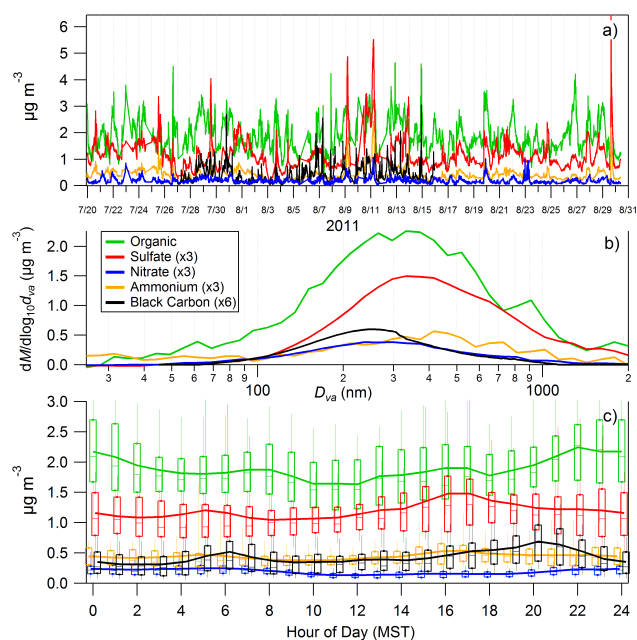 a)
µg m⁻³
6
5
4
3
2
1
0
7/20 7/22 7/24 7/26 7/28 7/30 8/1 8/3 8/5 8/7 8/9 8/11 8/13 8/15 8/17 8/19 8/21 8/23 8/25 8/27 8/29 8/31
2011
b)
Organic
Sulfate (x3)
Nitrate (x3)
Ammonium (x3)
Black Carbon (x6)
dM/dlog₁₀dva (µg m⁻³)
2.0
1.5
1.0
0.5
0.0
3 4 5 6 7 8 9 100 2 3 4 5 6 7 8 9 1000 2
Dva (nm)
c)
µg m⁻³
3.0
2.5
2.0
1.5
1.0
0.5
0.0
0 2 4 6 8 10 12 14 16 18 20 22 24
Hour of Day (MST)